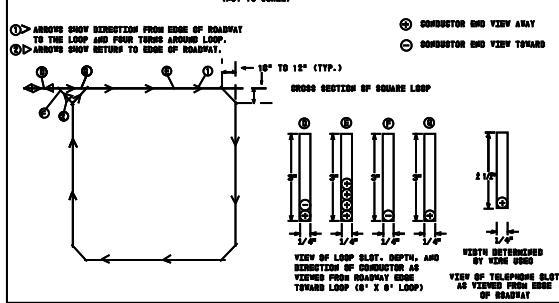 ① ARROWS SHOW DIRECTION FROM EDGE OF ROADWAY
TO THE LOOP AND FOUR TURNS AROUND LOOP.
② ARROWS SHOW RETURN TO EDGE OF ROADWAY.
⊕ CONDUCTOR END VIEW AWAY
⊖ CONDUCTOR END VIEW TOWARD
10" TO 12" (TYP.)
CROSS SECTION OF SQUARE LOOP
D E F G
3" 3" 3" 3"
2 1/2"
1/4" 1/4" 1/4" 1/4"
1/4"
VIEW OF LOOP SLOT, DEPTH, AND
DIRECTION OF CONDUCTOR AS
VIEWED FROM ROADWAY EDGE
TOWARD LOOP (6' X 6' LOOP)
WIDTH DETERMINED
BY WIRE USED
VIEW OF TELEPHONE SLOT
AS VIEWED FROM EDGE
OF ROADWAY